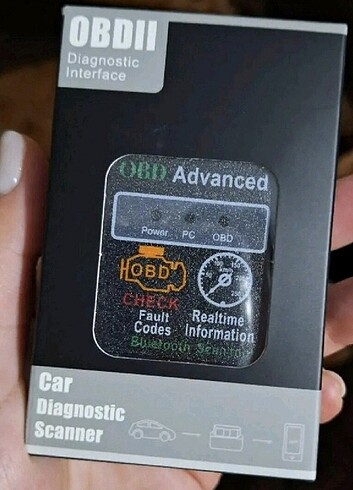 OBDII
Diagnostic
Interface
OBD Advanced
Power PC OBD
OBD
CHECK
Fault Realtime
Codes Information
Bluetooth Scanner
Car
Diagnostic
Scanner